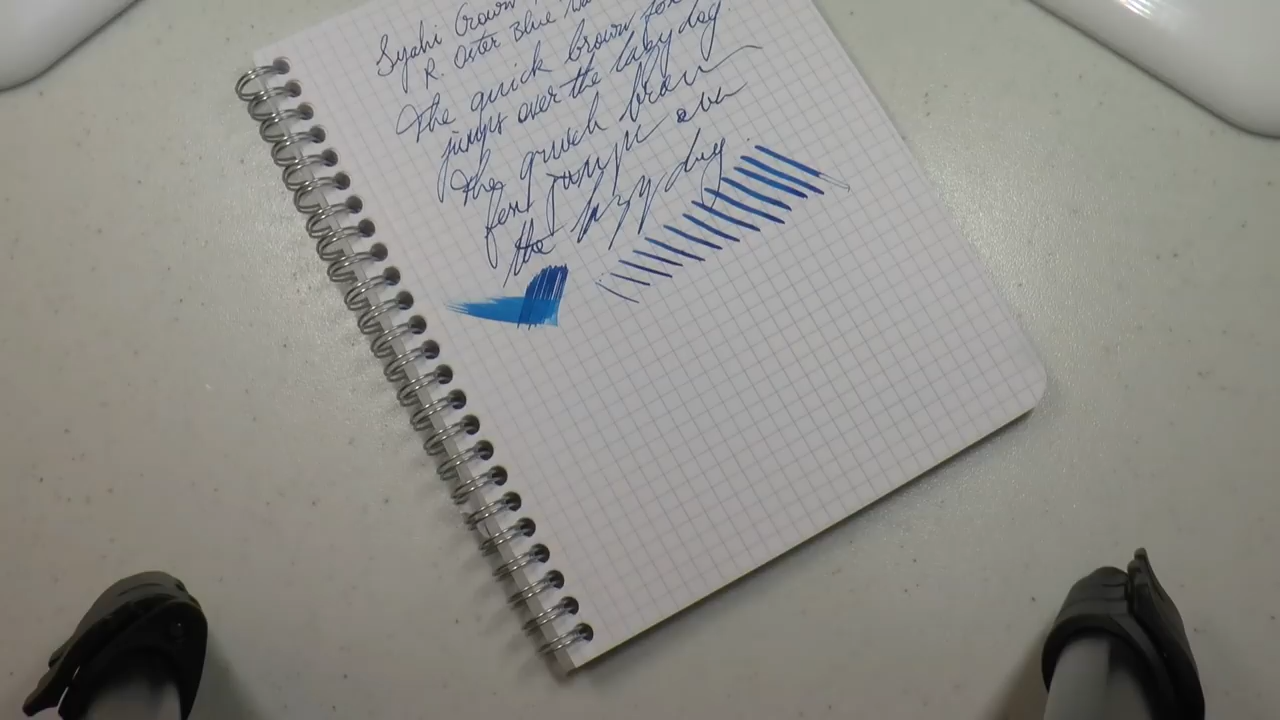 Syahi Crown
R. Oster Blue
The quick brown fox
jumps over the lazy dog.
The quick brown
fox jumps over
the lazy dog